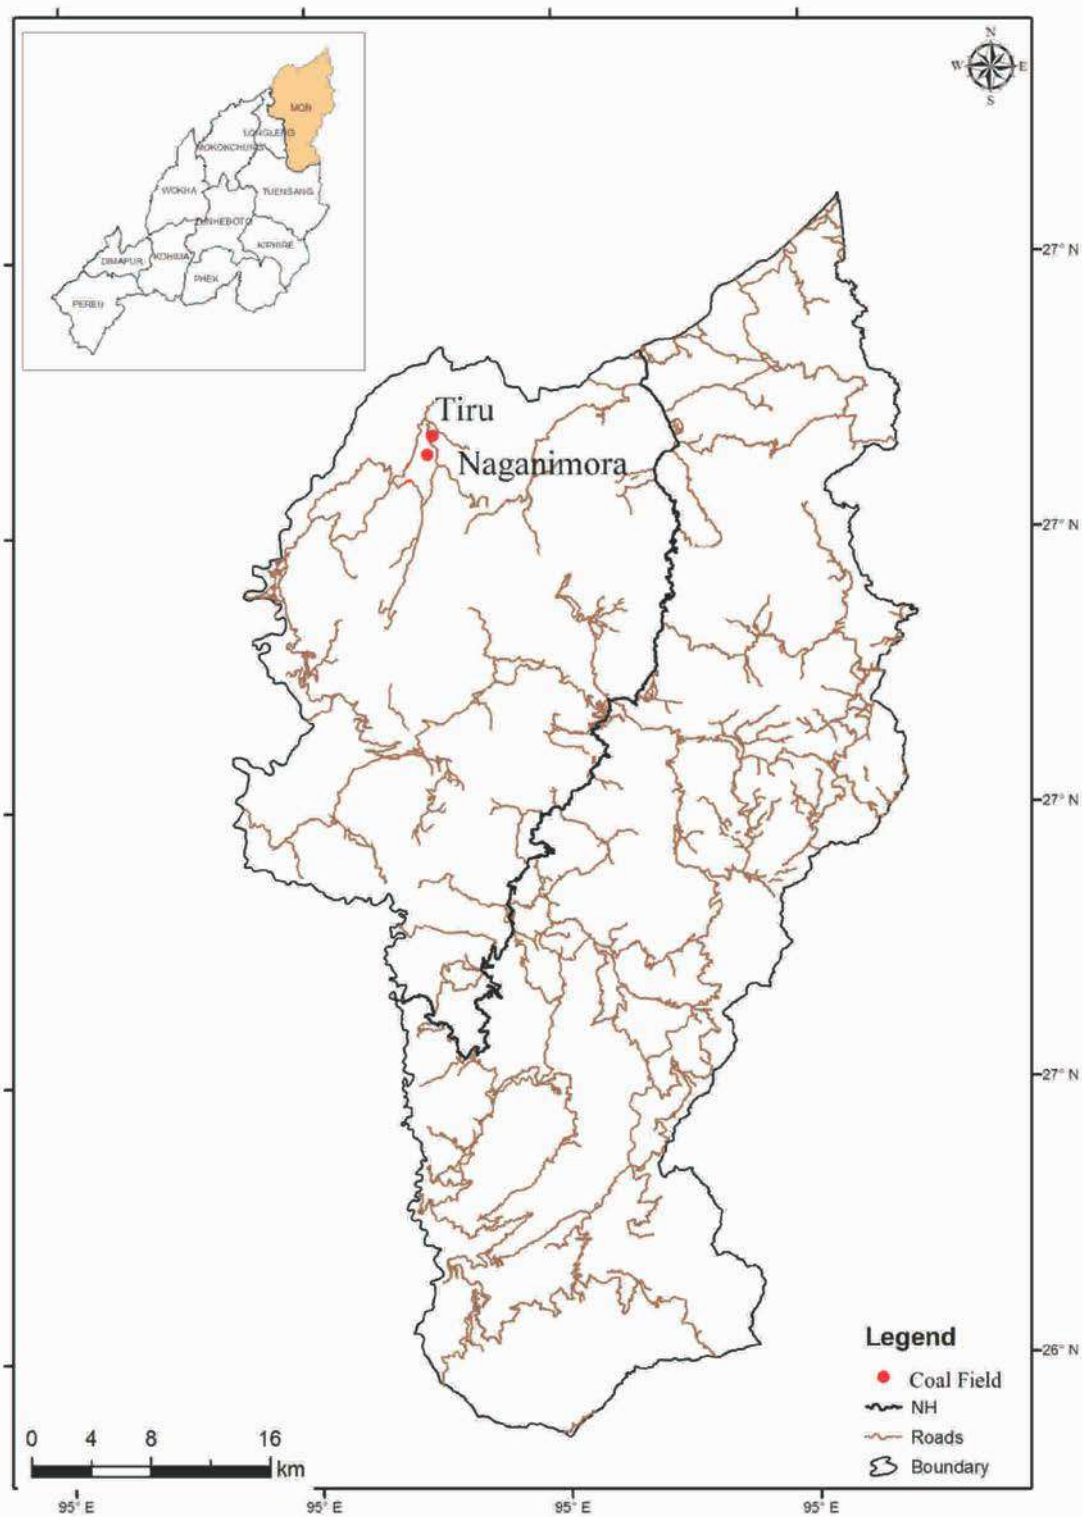 N
W E
S
MON
LONGLENG
MOKOKCHUNG
WOKHA
TUENSANG
ZUNHEBOTO
KIPHIRE
DIMAPUR
KOHIMA
PHEK
PEREN
27° N
Tiru
Naganimora
27° N
27° N
27° N
26° N
Legend
Coal Field
NH
Roads
Boundary
0 4 8 16
km
95° E 95° E 95° E 95° E